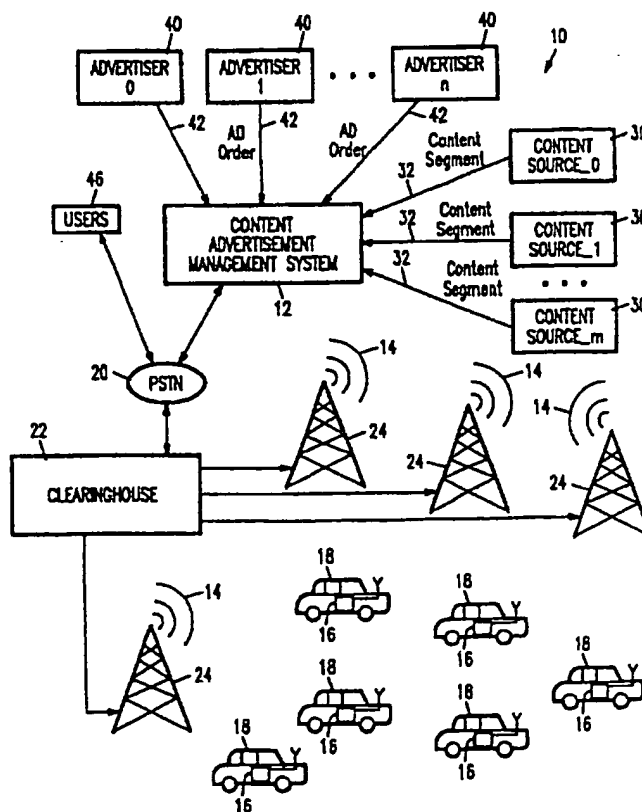 40
40
40
10
ADVERTISER
0
ADVERTISER
1
ADVERTISER
n
42
42
42
AD
Order
AD
Order
Content
Segment
32
CONTENT
SOURCE_0
46
USERS
CONTENT
ADVERTISEMENT
MANAGEMENT SYSTEM
12
32
Content
Segment
CONTENT
SOURCE_1
32
Content
Segment
CONTENT
SOURCE_m
20
PSTN
14
14
14
22
CLEARINGHOUSE
24
24
24
14
24
18
16
18
16
18
16
18
16
18
16
18
16